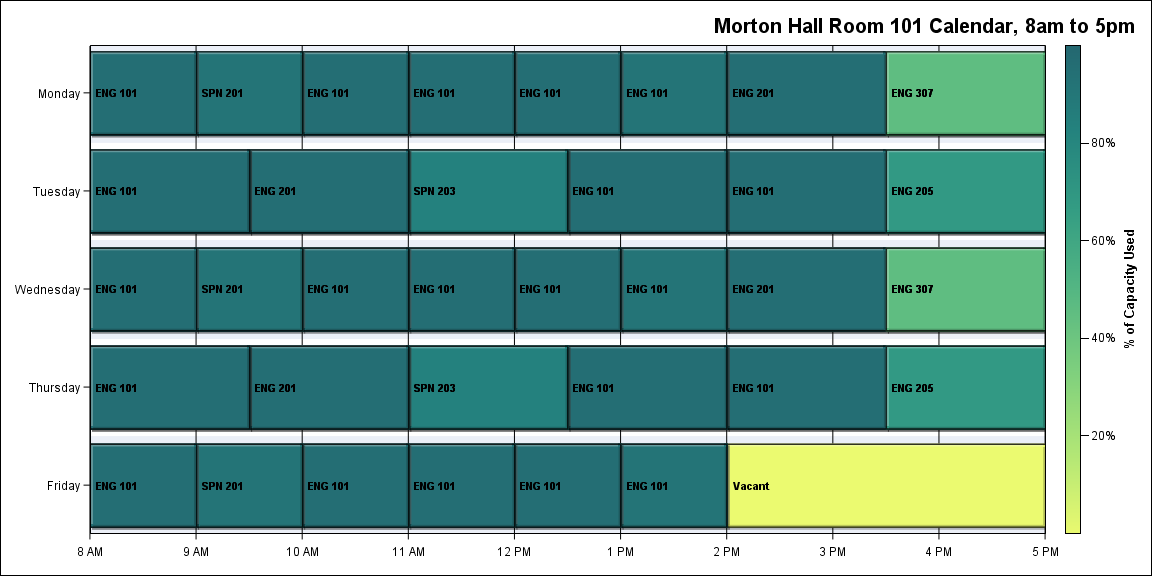 Morton Hall Room 101 Calendar, 8am to 5pm
Monday
ENG 101
SPN 201
ENG 101
ENG 101
ENG 101
ENG 101
ENG 201
ENG 307
Tuesday
ENG 101
ENG 201
SPN 203
ENG 101
ENG 101
ENG 205
Wednesday
ENG 101
SPN 201
ENG 101
ENG 101
ENG 101
ENG 101
ENG 201
ENG 307
Thursday
ENG 101
ENG 201
SPN 203
ENG 101
ENG 101
ENG 205
Friday
ENG 101
SPN 201
ENG 101
ENG 101
ENG 101
ENG 101
Vacant
8 AM
9 AM
10 AM
11 AM
12 PM
1 PM
2 PM
3 PM
4 PM
5 PM
80%
60%
40%
20%
% of Capacity Used